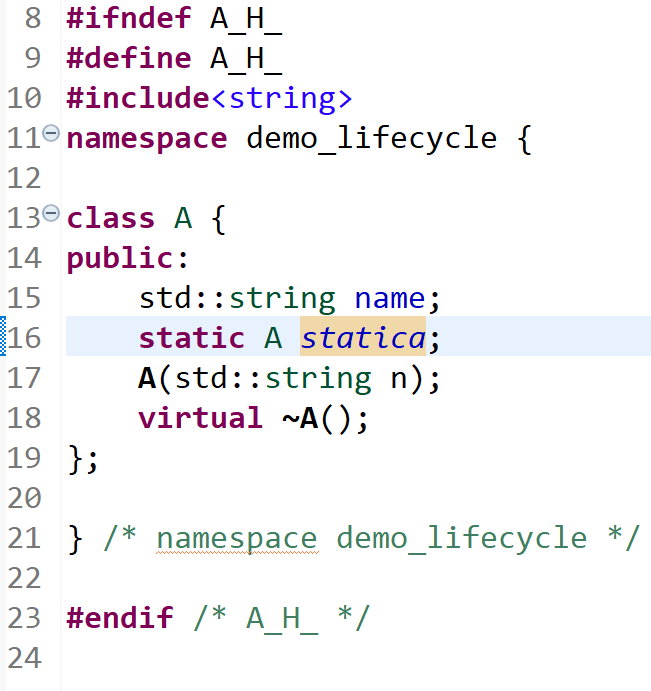 8 #ifndef A_H_
9 #define A_H_
10 #include<string>
11 namespace demo_lifecycle {
12
13 class A {
14 public:
15     std::string name;
16     static A statica;
17     A(std::string n);
18     virtual ~A();
19 };
20
21 } /* namespace demo_lifecycle */
22
23 #endif /* A_H_ */
24